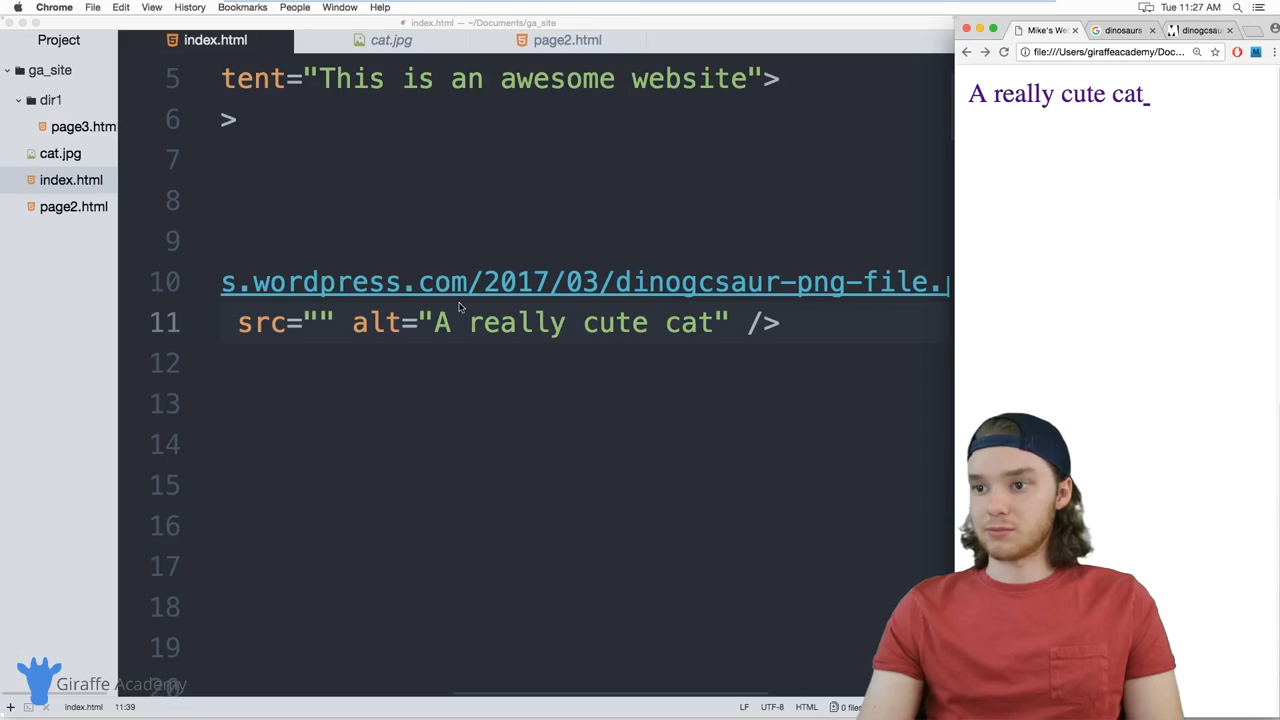 Chrome File Edit View History Bookmarks People Window Help Tue 11:27 AM
index.html — ~/Documents/ga_site
Project index.html cat.jpg page2.html
Mike's We dinosaurs dinogcsau
file:///Users/giraffeacademy/Doc...
ga_site
dir1
page3.htm
cat.jpg
index.html
page2.html
5 tent="This is an awesome website">
6 >
7
8
9
10 s.wordpress.com/2017/03/dinogcsaur-png-file.p
11 src="" alt="A really cute cat" />
12
13
14
15
16
17
18
19
20
A really cute cat
Giraffe Academy
index.html 11:39 LF UTF-8 HTML 0 files